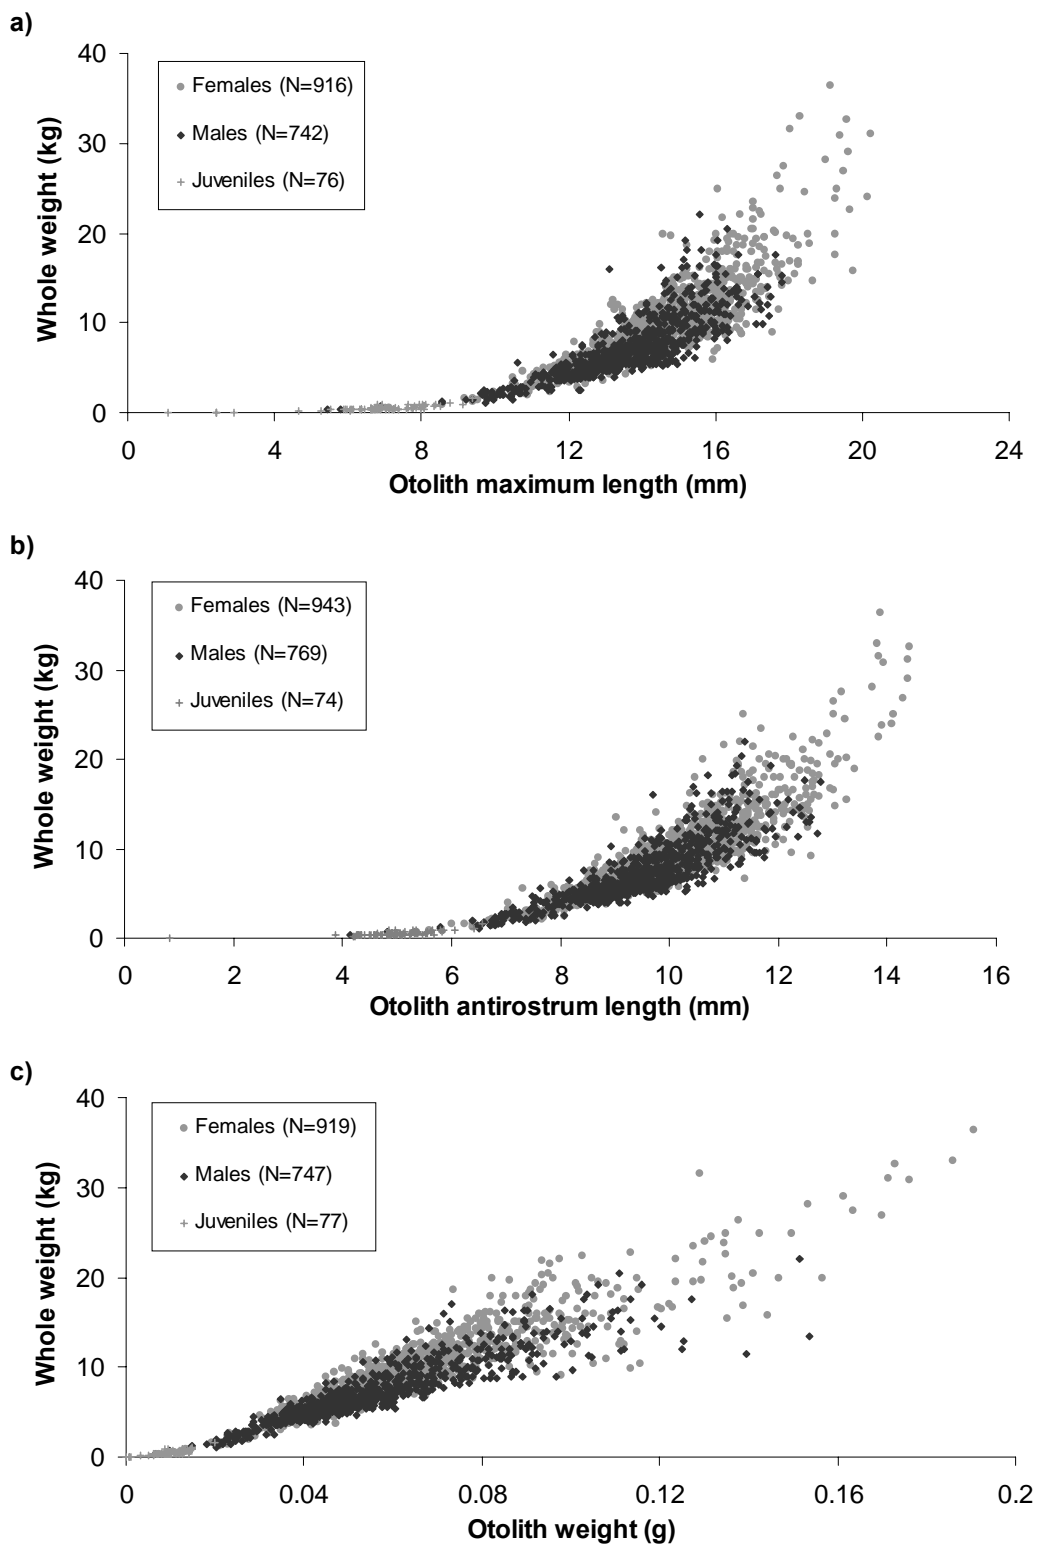 a)
40
30
20
10
0
Whole weight (kg)
Females (N=916)
Males (N=742)
Juveniles (N=76)
0 4 8 12 16 20 24
Otolith maximum length (mm)
b)
40
30
20
10
0
Whole weight (kg)
Females (N=943)
Males (N=769)
Juveniles (N=74)
0 2 4 6 8 10 12 14 16
Otolith antirostrum length (mm)
c)
40
30
20
10
0
Whole weight (kg)
Females (N=919)
Males (N=747)
Juveniles (N=77)
0 0.04 0.08 0.12 0.16 0.2
Otolith weight (g)